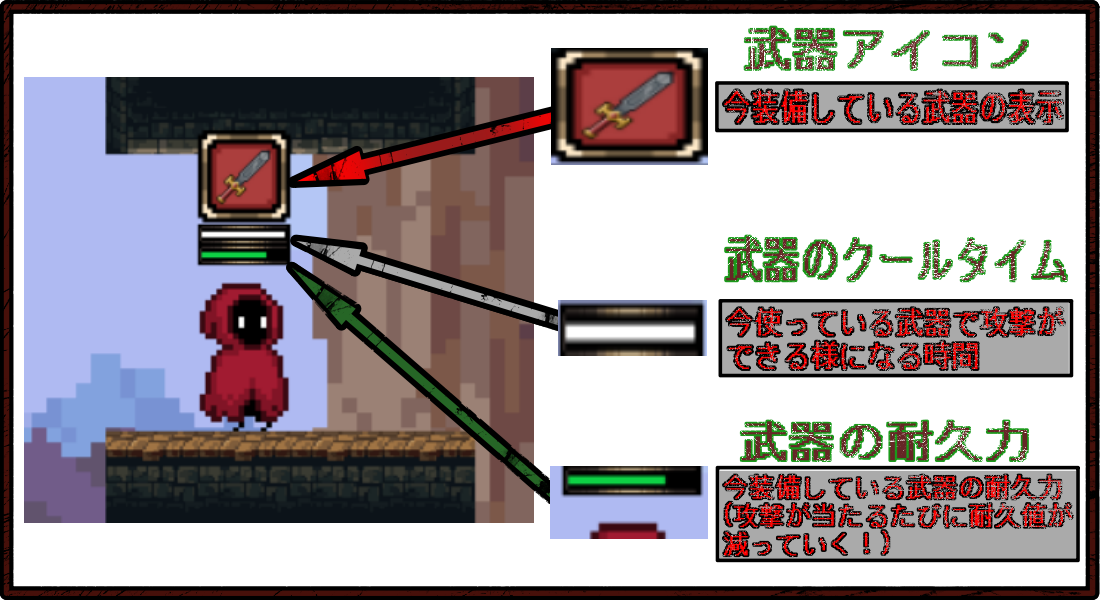 武器アイコン
今装備している武器の表示
武器のクールタイム
今使っている武器で攻撃が
できる様になる時間
武器の耐久力
今装備している武器の耐久力
(攻撃が当たるたびに耐久値が
減っていく！)